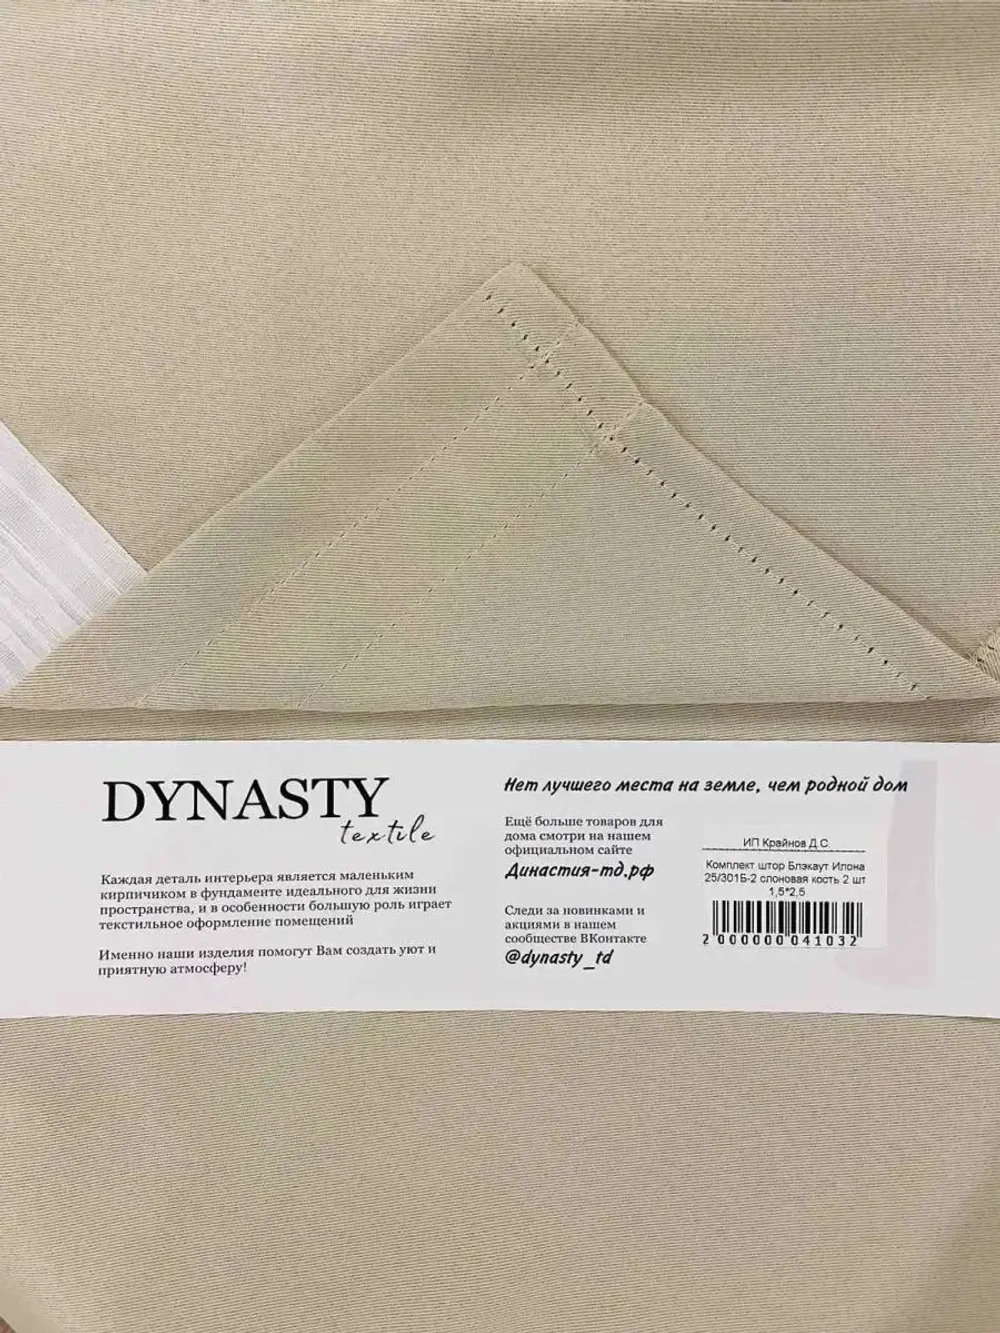 DYNASTY
textile
Каждая деталь интерьера является маленьким
кирпичиком в фундаменте идеального для жизни
пространства, и в особенности большую роль играет
текстильное оформление помещений
Именно наши изделия помогут Вам создать уют и
приятную атмосферу!
Нет лучшего места на земле, чем родной дом
Ещё больше товаров для
дома смотри на нашем
официальном сайте
Династия-тд.рф
Следи за новинками и
акциями в нашем
сообществе ВКонтакте
@dynasty_td
ИП Крайнов Д.С.
Комплект штор Блэкаут Илона
25/301Б-2 слоновая кость 2 шт
1,5*2,5
2 000000 041032